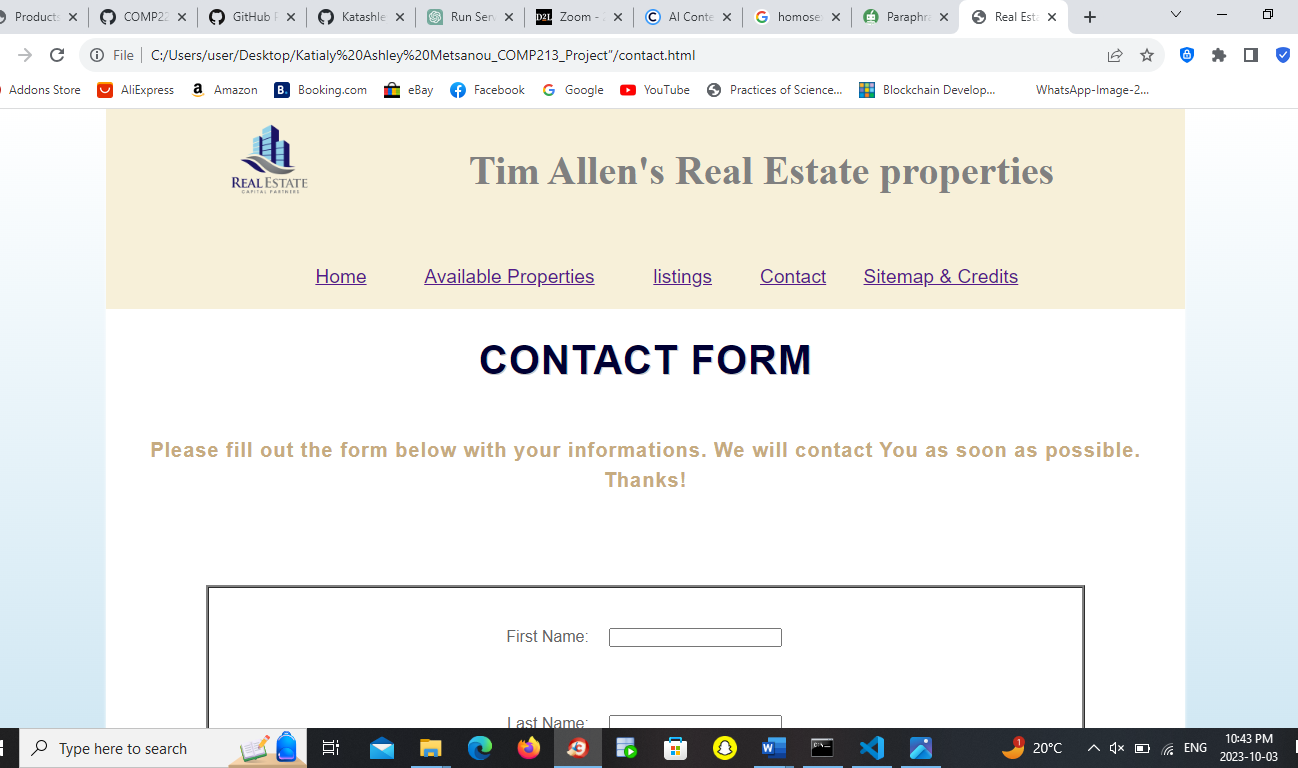 Products
COMP22
GitHub F
Katashle
Run Serv
Zoom -
AI Conte
homose
Paraphra
Real Esta
File
C:/Users/user/Desktop/Katialy%20Ashley%20Metsanou_COMP213_Project"/contact.html
Addons Store AliExpress Amazon Booking.com eBay Facebook Google YouTube Practices of Science... Blockchain Develop... WhatsApp-Image-2...
REAL ESTATE
CAPITAL PARTNERS
Tim Allen's Real Estate properties
Home Available Properties listings Contact Sitemap & Credits
CONTACT FORM
Please fill out the form below with your informations. We will contact You as soon as possible.
Thanks!
First Name:
Last Name:
Type here to search
20°C
ENG
10:43 PM
2023-10-03